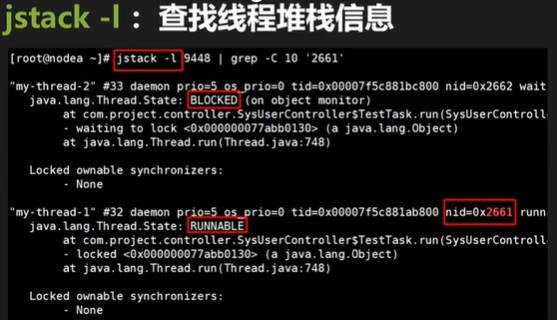 jstack -l ：查找线程堆栈信息
[root@nodea ~]# jstack -l 9448 | grep -C 10 '2661'
"my-thread-2" #33 daemon prio=5 os_prio=0 tid=0x00007f5c881bc800 nid=0x2662 wait
java.lang.Thread.State: BLOCKED (on object monitor)
at com.project.controller.SysUserController$TestTask.run(SysUserControll
- waiting to lock <0x000000077abb0130> (a java.lang.Object)
at java.lang.Thread.run(Thread.java:748)
Locked ownable synchronizers:
- None
"my-thread-1" #32 daemon prio=5 os_prio=0 tid=0x00007f5c881ab800 nid=0x2661 runn
java.lang.Thread.State: RUNNABLE
at com.project.controller.SysUserController$TestTask.run(SysUserControll
- locked <0x000000077abb0130> (a java.lang.Object)
at java.lang.Thread.run(Thread.java:748)
Locked ownable synchronizers:
- None